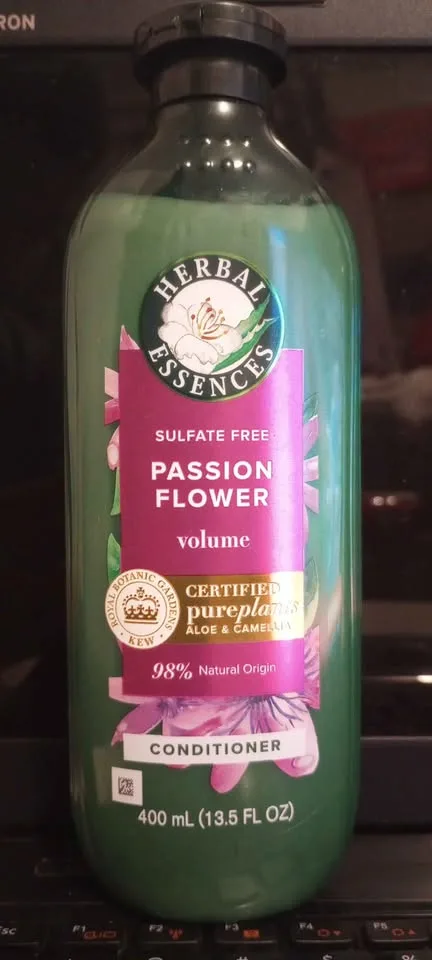 RON
HERBAL
ESSENCES
SULFATE FREE
PASSION
FLOWER
volume
ROYAL BOTANIC GARDENS
KEW
CERTIFIED
pureplants
ALOE & CAMELLIA
98% Natural Origin
CONDITIONER
400 mL (13.5 FL OZ)
F1
F2
F3
F4
F5